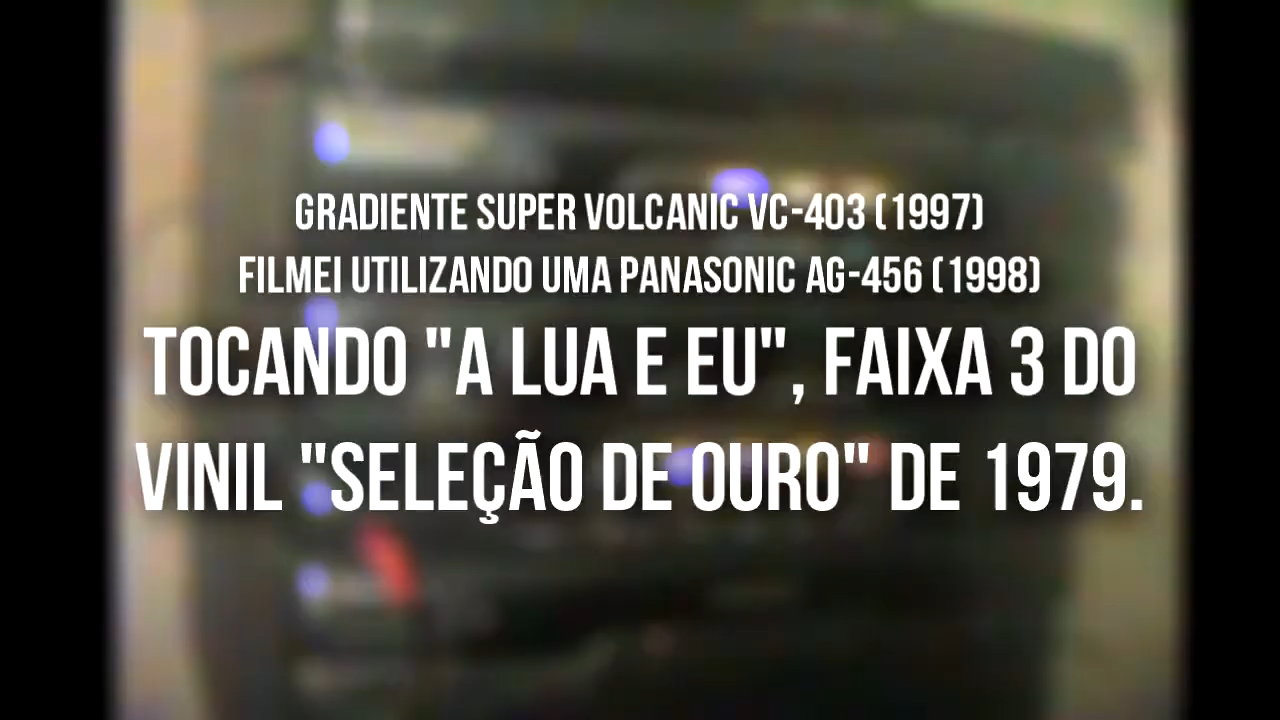 GRADIENTE SUPER VOLCANIC VC-403 (1997)
FILMEI UTILIZANDO UMA PANASONIC AG-456 (1998)
TOCANDO "A LUA E EU" , FAIXA 3 DO
VINIL "SELEÇÃO DE OURO" DE 1979.